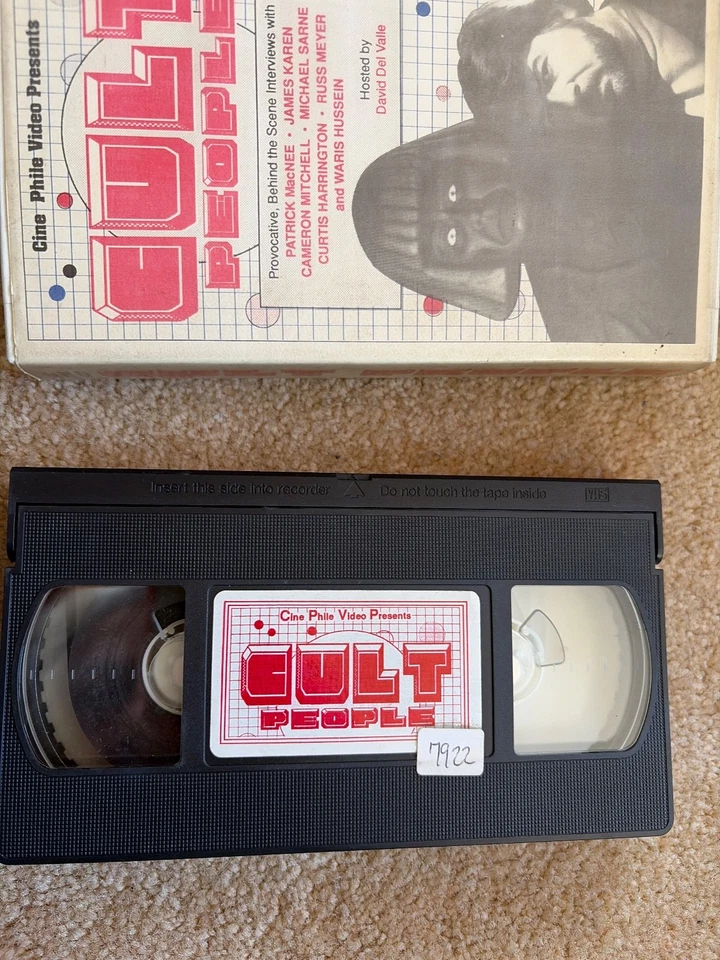 Cine Phile Video Presents
CULT
PEOPLE
Provocative, Behind the Scene Interviews with
PATRICK MacNEE • JAMES KAREN
CAMERON MITCHELL • MICHAEL SARNE
CURTIS HARRINGTON • RUSS MEYER
and WARIS HUSSEIN
Hosted by
David Del Valle
Insert this side into recorder
Do not touch the tape inside
VHS
Cine Phile Video Presents
CULT
PEOPLE
7922